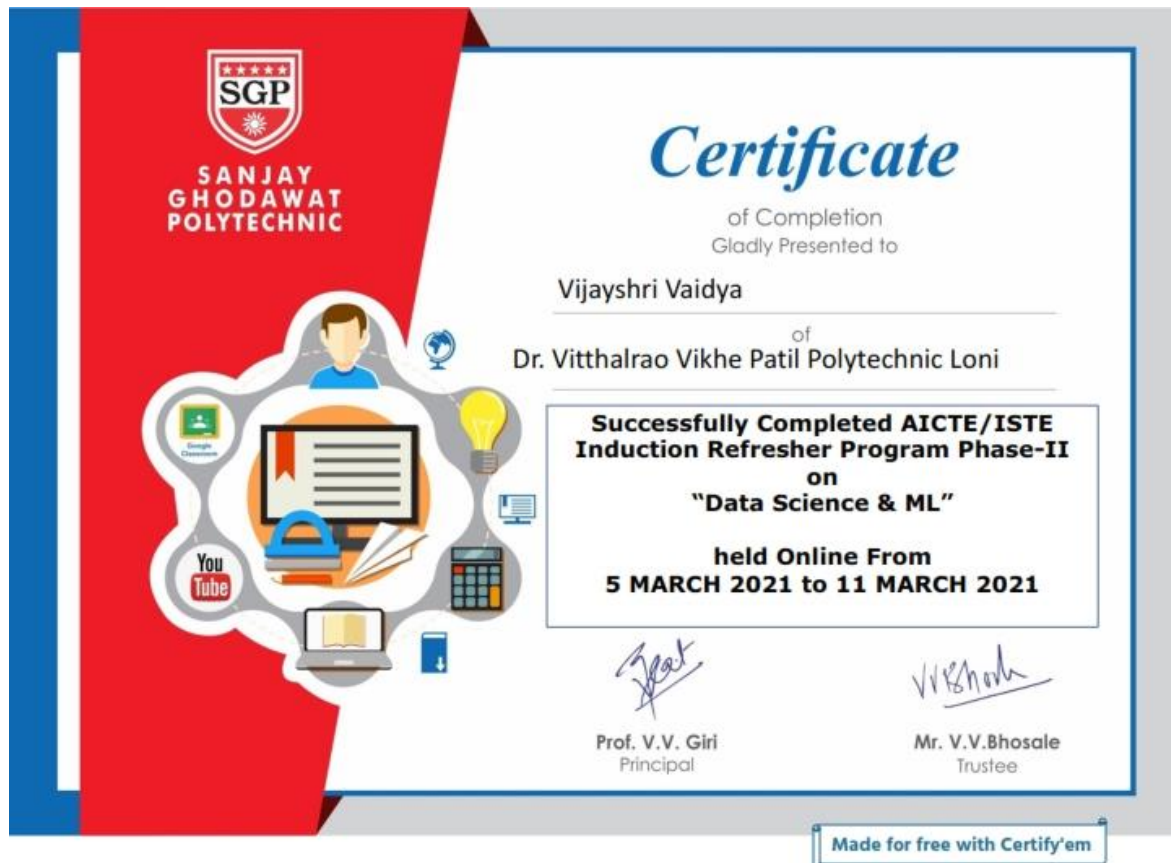 SGP
SANJAY
GHODAWAT
POLYTECHNIC
Certificate
of Completion
Gladly Presented to
Vijayshri Vaidya
of
Dr. Vitthalrao Vikhe Patil Polytechnic Loni
Successfully Completed AICTE/ISTE
Induction Refresher Program Phase-II
on
“Data Science & ML”
held Online From
5 MARCH 2021 to 11 MARCH 2021
Google
Classroom
You
Tube
Prof. V.V. Giri
Principal
Mr. V.V.Bhosale
Trustee
Made for free with Certify'em